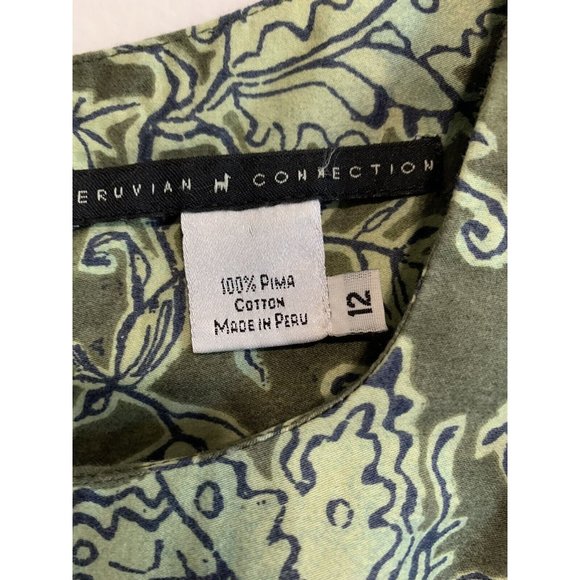 ERUVIAN CONNECTION
100% PIMA
COTTON
MADE IN PERU
12